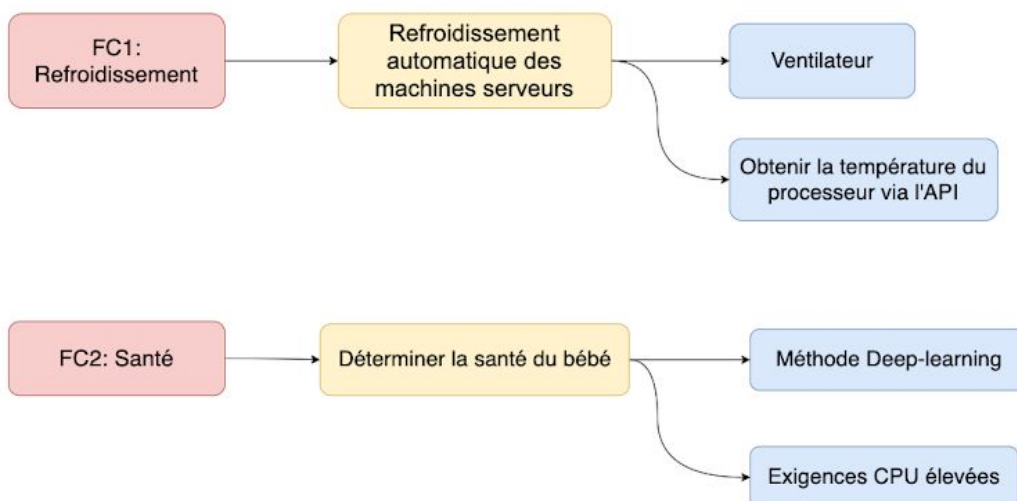 FC1:
Refroidissement
Refroidissement
automatique des
machines serveurs
Ventilateur
Obtenir la température du
processeur via l'API
FC2: Santé
Déterminer la santé du bébé
Méthode Deep-learning
Exigences CPU élevées